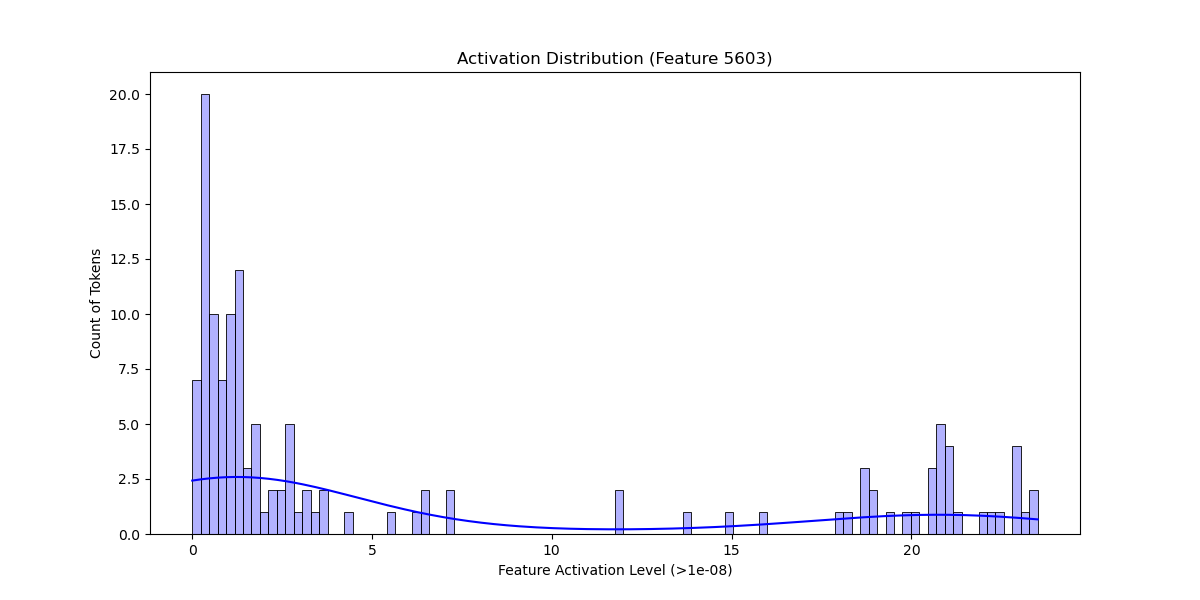 Activation Distribution (Feature 5603)
20.0
17.5
15.0
12.5
10.0
7.5
5.0
2.5
0.0
Count of Tokens
0 5 10 15 20
Feature Activation Level (>1e-08)